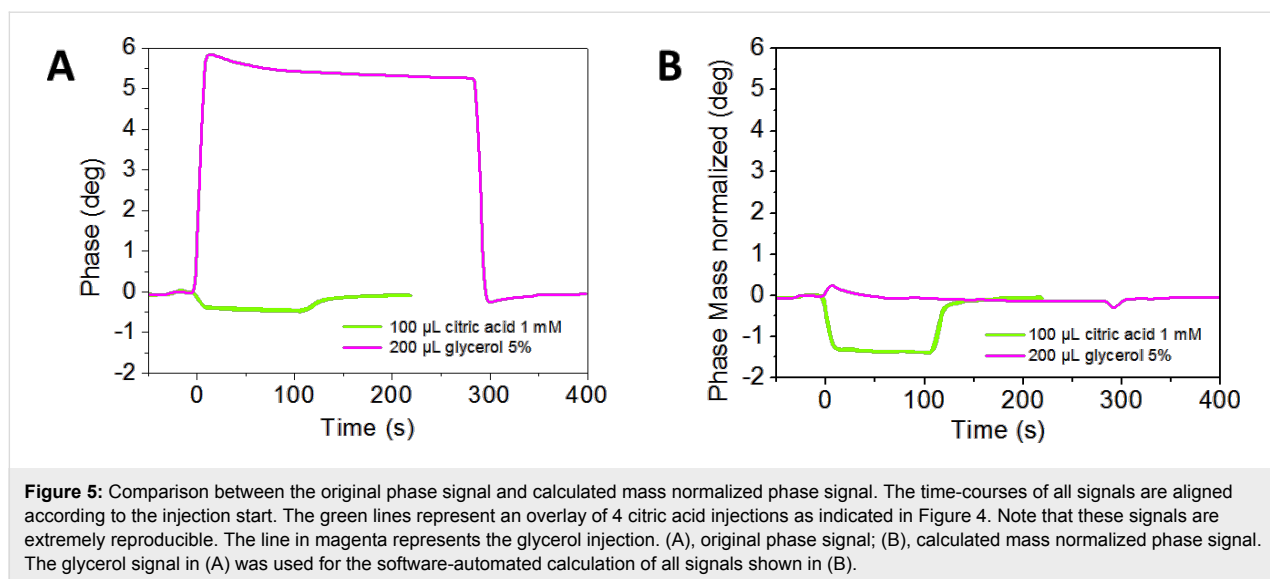 A
6
5
4
3
2
1
0
-1
-2
Phase (deg)
100 µL citric acid 1 mM
200 µL glycerol 5%
0
100
200
300
400
Time (s)
B
6
5
4
3
2
1
0
-1
-2
Phase Mass normalized (deg)
100 µL citric acid 1 mM
200 µL glycerol 5%
0
100
200
300
400
Time (s)
Figure 5: Comparison between the original phase signal and calculated mass normalized phase signal. The time-courses of all signals are aligned
according to the injection start. The green lines represent an overlay of 4 citric acid injections as indicated in Figure 4. Note that these signals are
extremely reproducible. The line in magenta represents the glycerol injection. (A), original phase signal; (B), calculated mass normalized phase signal.
The glycerol signal in (A) was used for the software-automated calculation of all signals shown in (B).